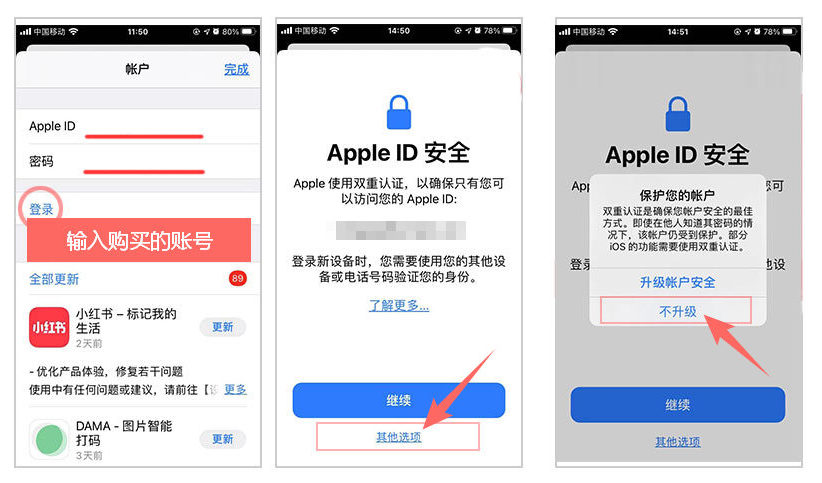 中国移动
11:50
80%
帐户
完成
Apple ID
密码
登录
输入购买的账号
全部更新
89
小红书
小红书 – 标记我的
生活
2天前
更新
- 优化产品体验，修复若干问题
使用中有任何问题或建议，请前往【设
更多
DAMA - 图片智能
打码
3天前
更新
中国移动
14:50
78%
Apple ID 安全
Apple 使用双重认证，以确保只有您可
以访问您的 Apple ID:
登录新设备时，您需要使用您的其他设
备或电话号码验证您的身份。
了解更多...
继续
其他选项
中国移动
14:51
78%
Apple ID 安全
App
您可
保护您的帐户
双重认证是确保您帐户安全的最佳
方式。即使在他人知道其密码的情
况下，该帐户仍受到保护。部分
iOS 的功能需要使用双重认证。
登录
他设
升级帐户安全
不升级
继续
其他选项